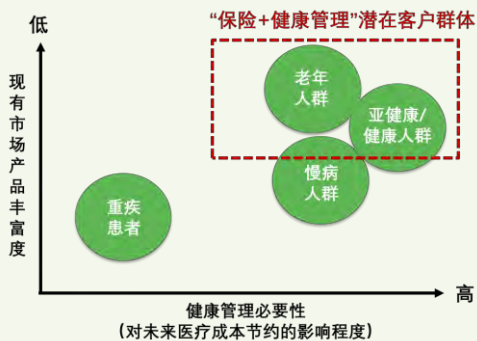 “保险+健康管理”潜在客户群体
低
现有市场产品丰富度
老年
人群
亚健康/
健康人群
慢病
人群
重疾
患者
高
健康管理必要性
(对未来医疗成本节约的影响程度)